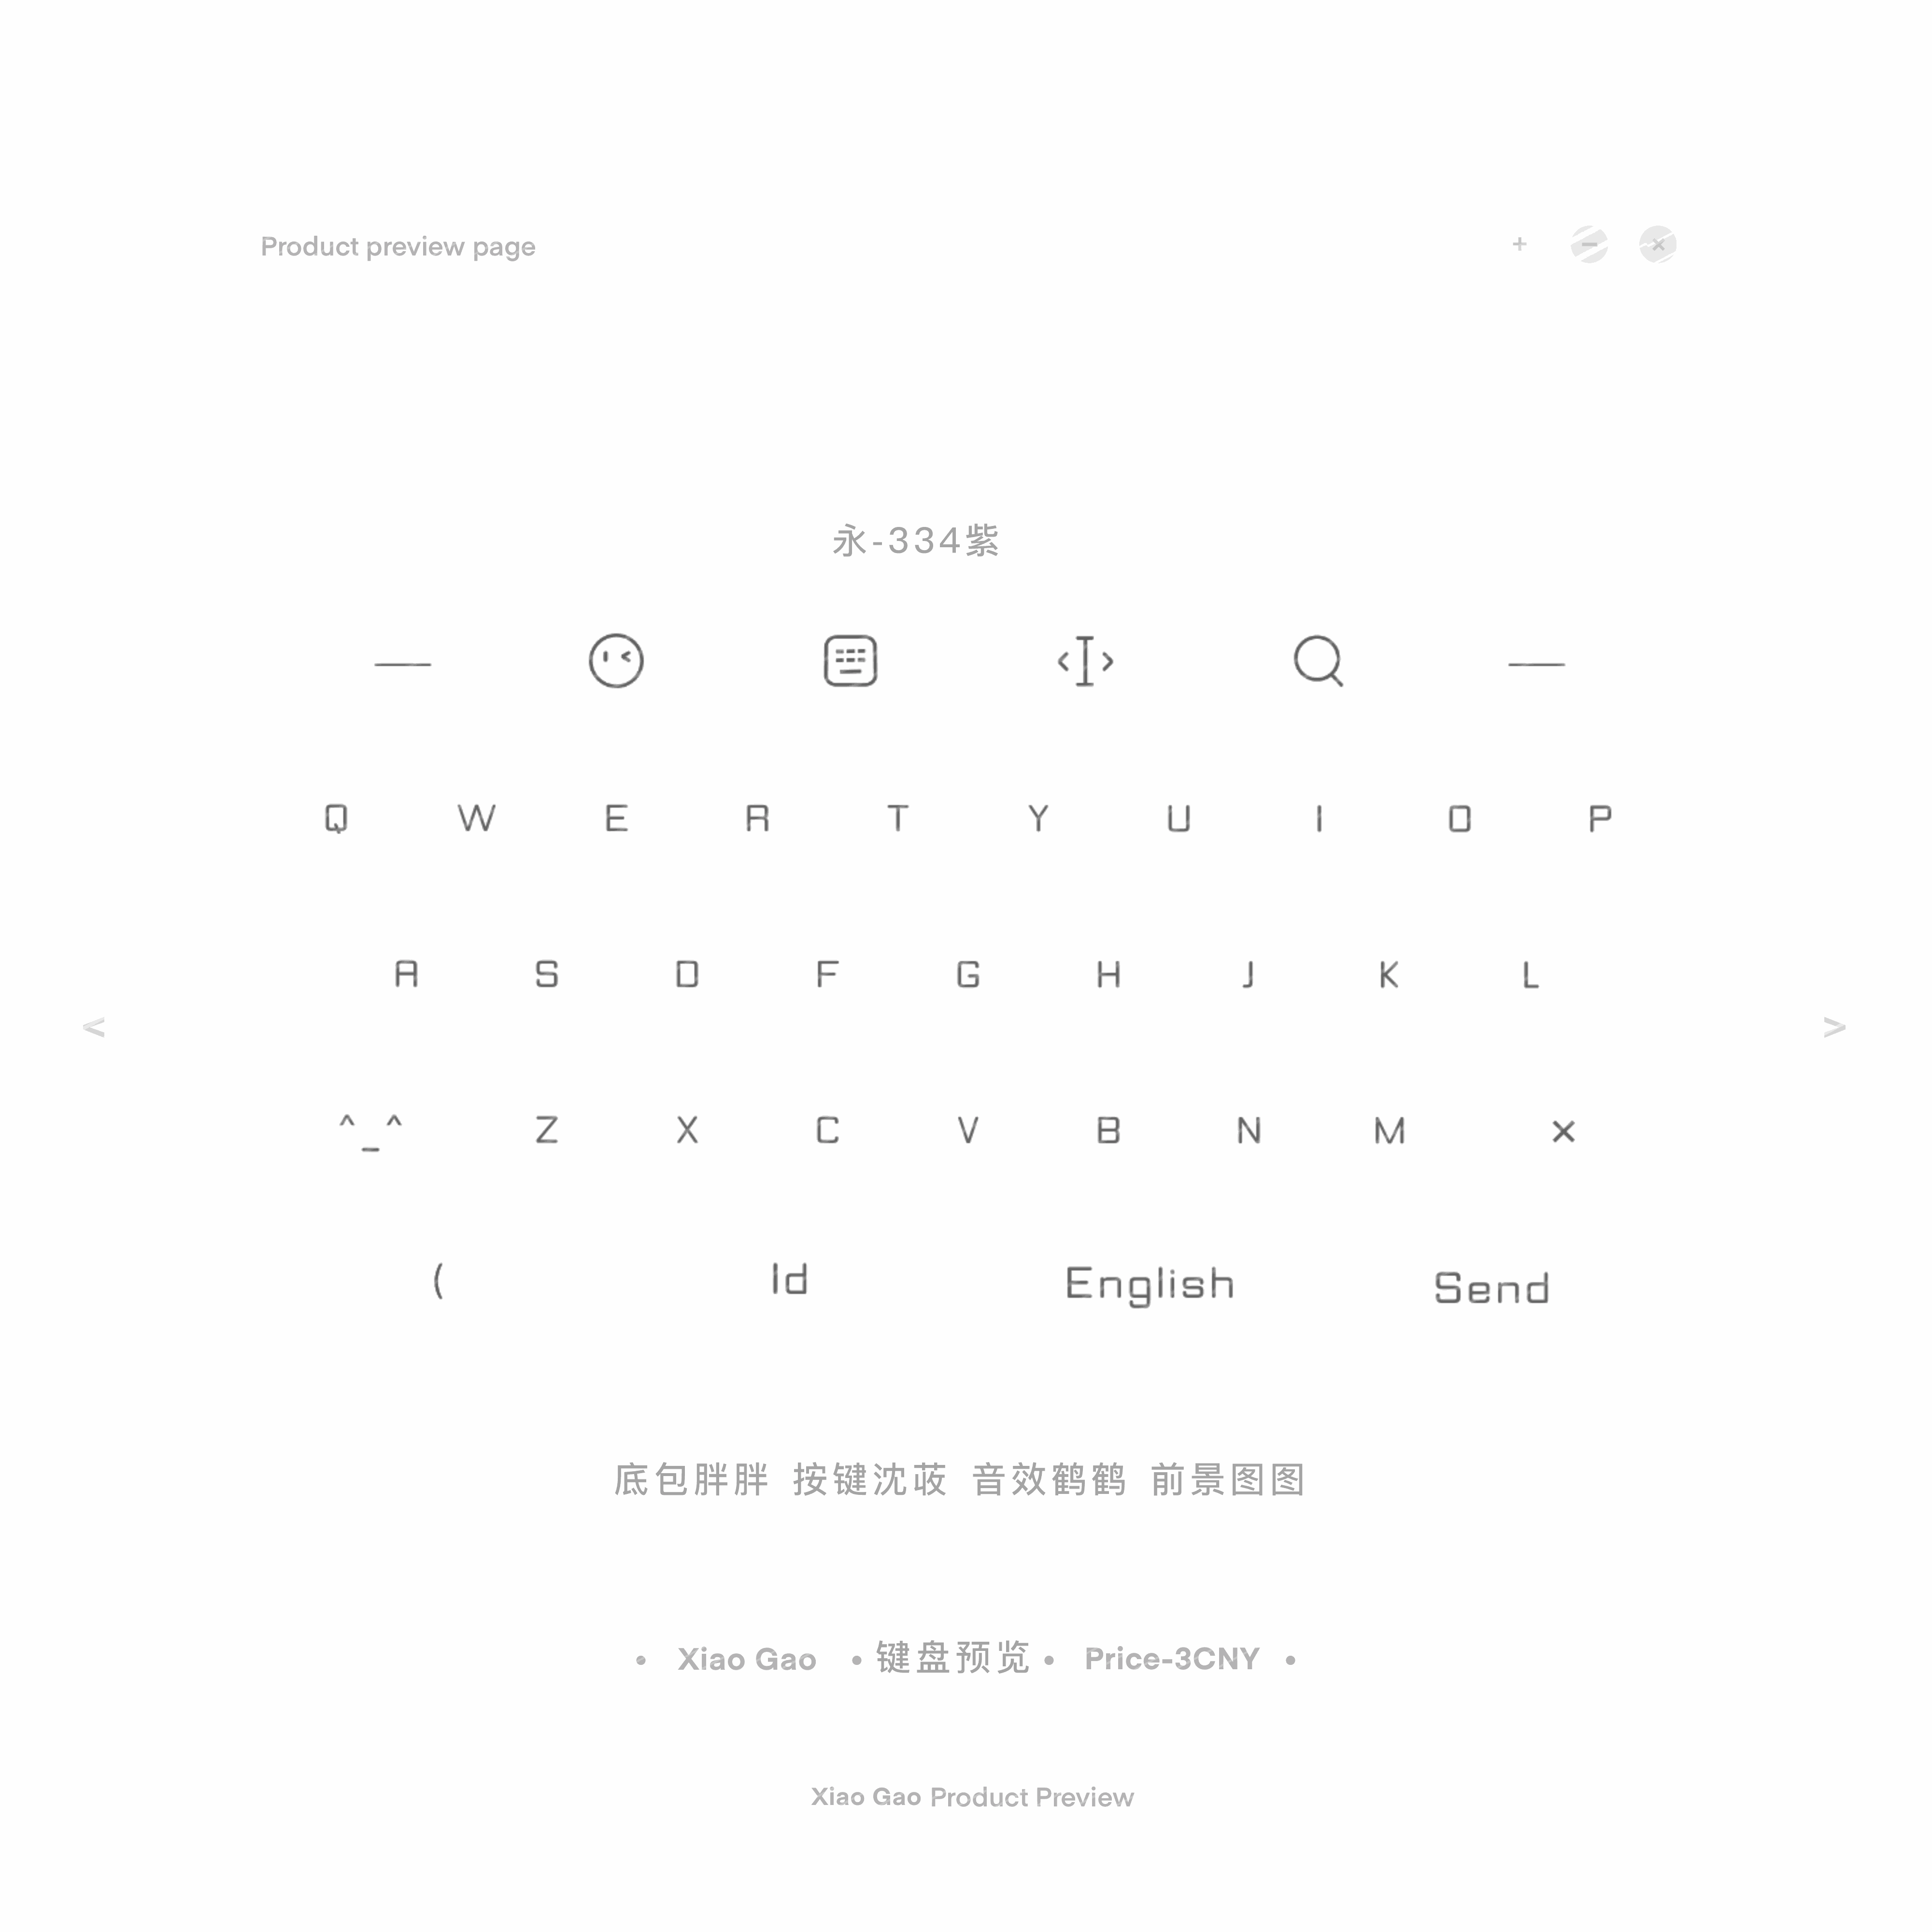 Product preview page + − ×
永-334紫
Q W E R T Y U I O P
A S D F G H J K L
< >
^_^ Z X C V B N M ×
( Id English Send
底包胖胖 按键沈䒩 音效鹤鹤 前景图图
• Xiao Gao • 键盘预览 • Price-3CNY •
Xiao Gao Product Preview